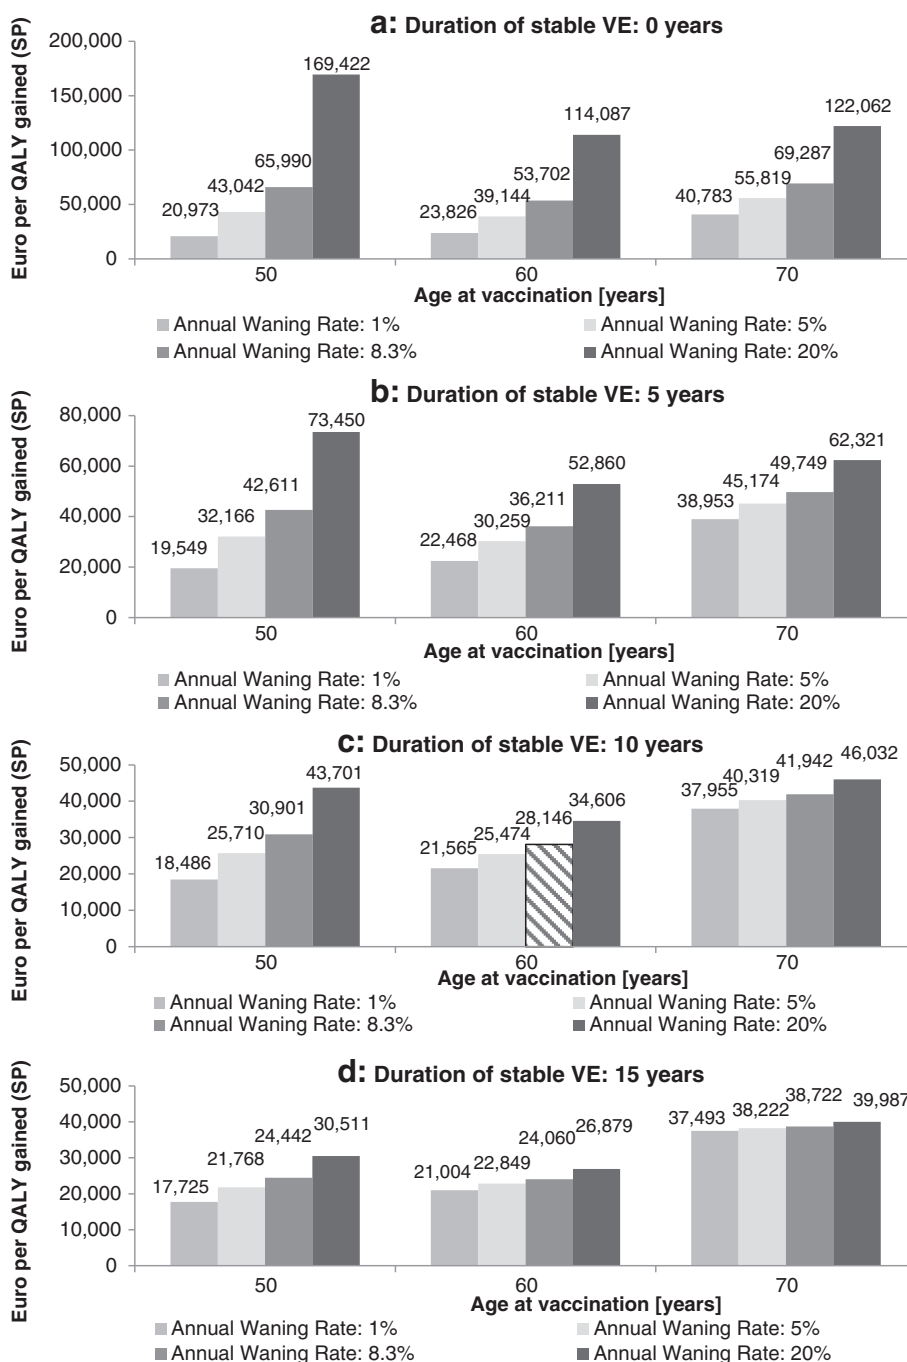 a: Duration of stable VE: 0 years
Euro per QALY gained (SP)
200,000
150,000
100,000
50,000
0
20,973 43,042 65,990 169,422
23,826 39,144 53,702 114,087
40,783 55,819 69,287 122,062
50 60 70
Age at vaccination [years]
Annual Waning Rate: 1% Annual Waning Rate: 5%
Annual Waning Rate: 8.3% Annual Waning Rate: 20%
b: Duration of stable VE: 5 years
Euro per QALY gained (SP)
80,000
60,000
40,000
20,000
0
19,549 32,166 42,611 73,450
22,468 30,259 36,211 52,860
38,953 45,174 49,749 62,321
50 60 70
Age at vaccination [years]
Annual Waning Rate: 1% Annual Waning Rate: 5%
Annual Waning Rate: 8.3% Annual Waning Rate: 20%
c: Duration of stable VE: 10 years
Euro per QALY gained (SP)
50,000
40,000
30,000
20,000
10,000
0
18,486 25,710 30,901 43,701
21,565 25,474 28,146 34,606
37,955 40,319 41,942 46,032
50 60 70
Age at vaccination [years]
Annual Waning Rate: 1% Annual Waning Rate: 5%
Annual Waning Rate: 8.3% Annual Waning Rate: 20%
d: Duration of stable VE: 15 years
Euro per QALY gained (SP)
50,000
40,000
30,000
20,000
10,000
0
17,725 21,768 24,442 30,511
21,004 22,849 24,060 26,879
37,493 38,222 38,722 39,987
50 60 70
Age at vaccination [years]
Annual Waning Rate: 1% Annual Waning Rate: 5%
Annual Waning Rate: 8.3% Annual Waning Rate: 20%